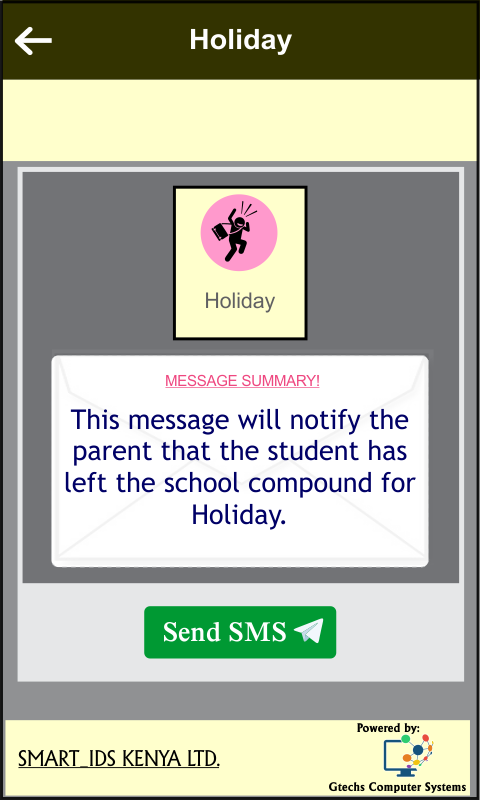 Holiday
Holiday
MESSAGE SUMMARY!
This message will notify the
parent that the student has
left the school compound for
Holiday.
Send SMS
Powered by:
SMART_IDS KENYA LTD.
Gtechs Computer Systems